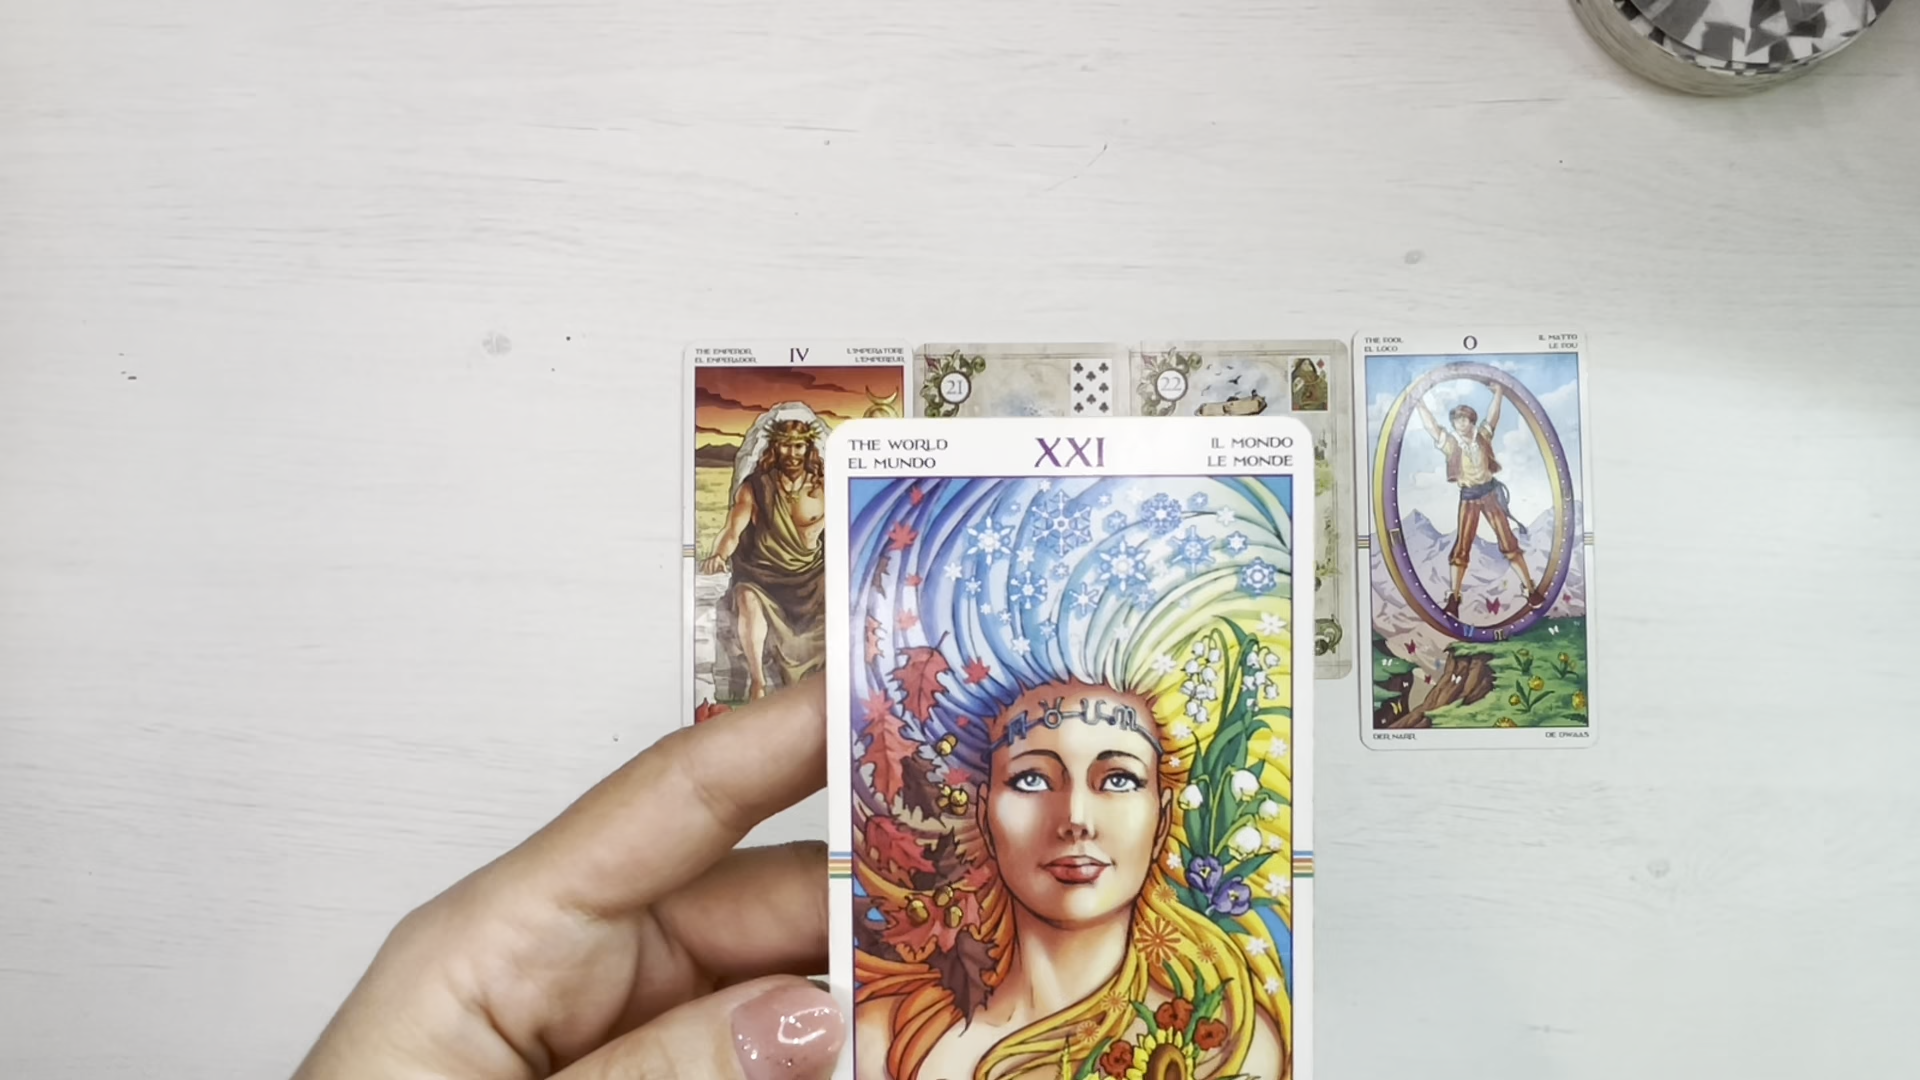 THE EMPEROR,
EL EMPERADOR,
IV
L'IMPERATORE
L'EMPEREUR,
21
22
THE FOOL
EL LOCO
0
IL MATTO
LE FOU
THE WORLD
EL MUNDO
XXI
IL MONDO
LE MONDE
DER NARR,
DE DWAAS